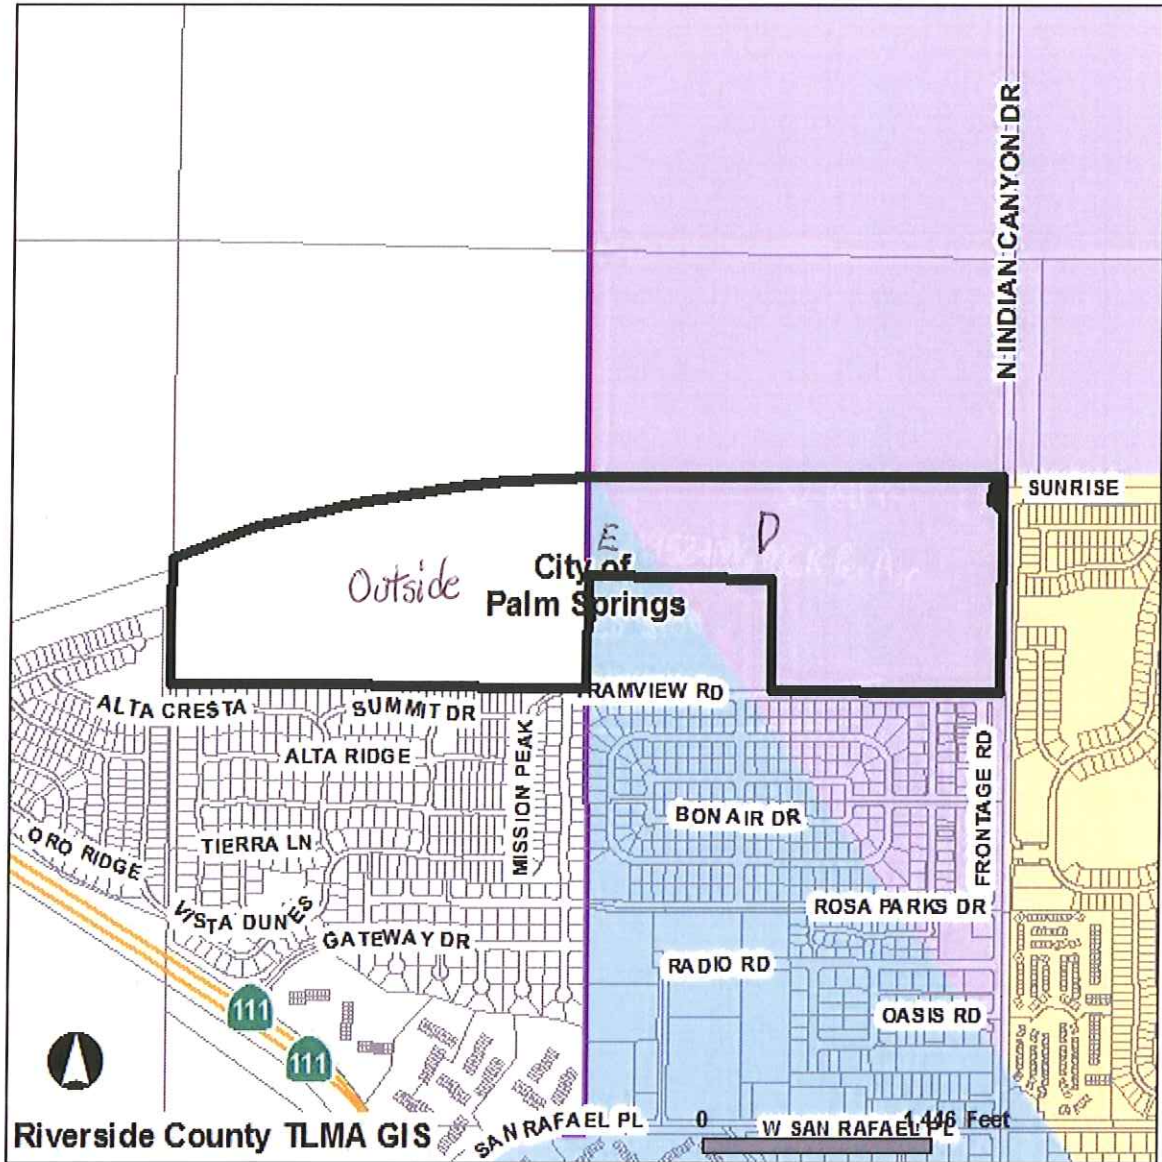 N INDIAN CANYON DR
SUNRISE
E
D
Outside
City of
Palm Springs
RAMVIEW RD
ALTA CRESTA
SUMMIT DR
ALTA RIDGE
MISSION PEAK
FRONTAGE RD
BON AIR DR
ORO RIDGE
TIERRA LN
VISTA DUNES
GATEWAY DR
ROSA PARKS DR
RADIO RD
OASIS RD
111
111
SAN RAFAEL PL
0
1,446 Feet
W SAN RAFAEL PL
Riverside County TLMA GIS